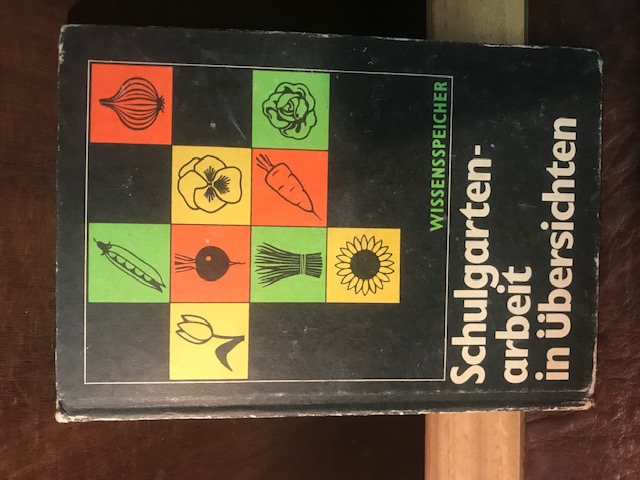 WISSENSSPEICHER
Schulgarten-
arbeit
in Übersichten